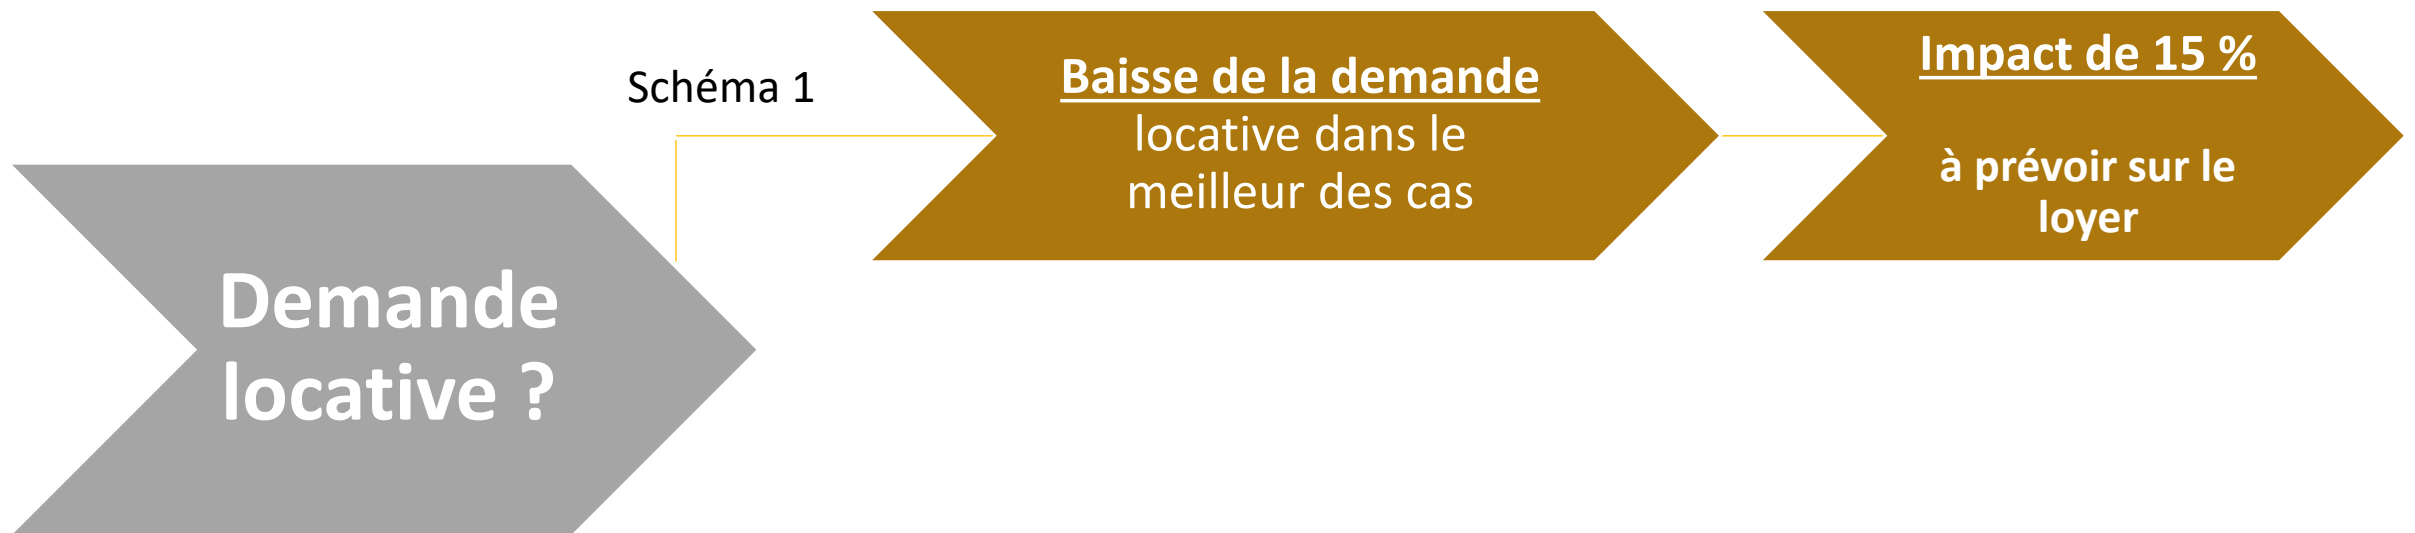 Demande
locative ?
Schéma 1
Baisse de la demande
locative dans le
meilleur des cas
Impact de 15 %
à prévoir sur le
loyer